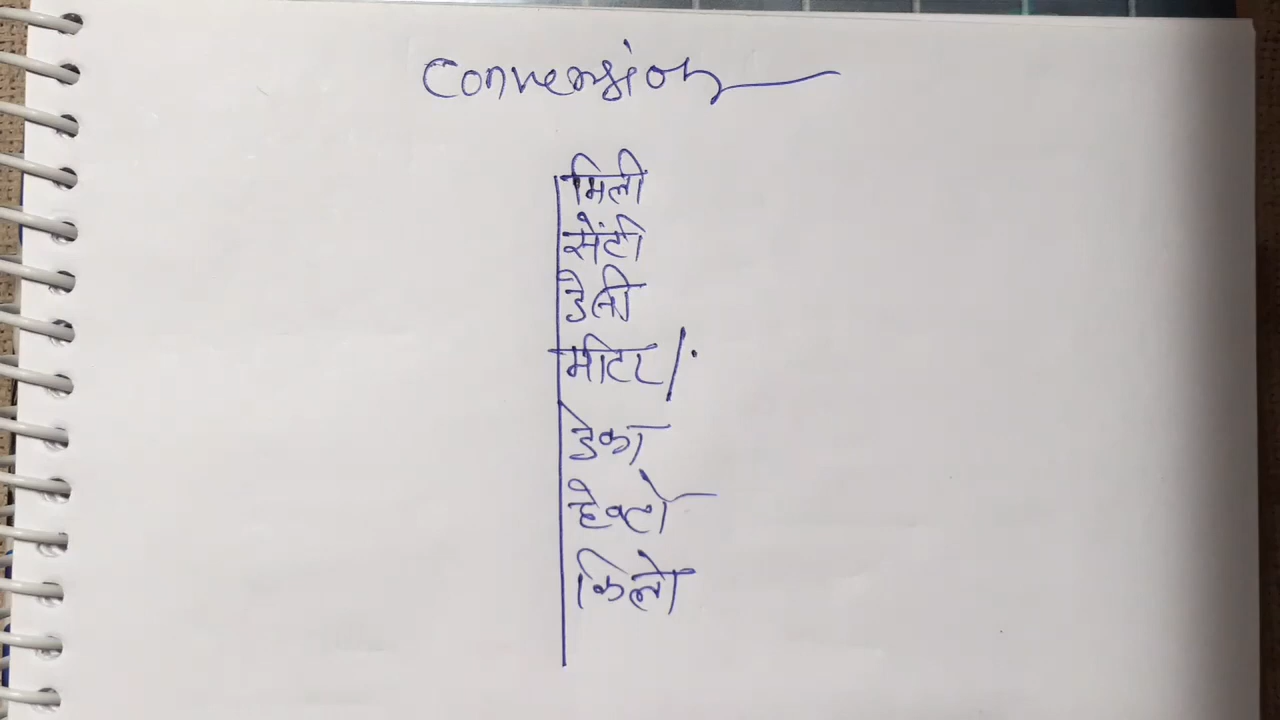 Conversion
मिली
सेंटी
डेसी
मीटर /.
डेका
हेक्टो
किलो